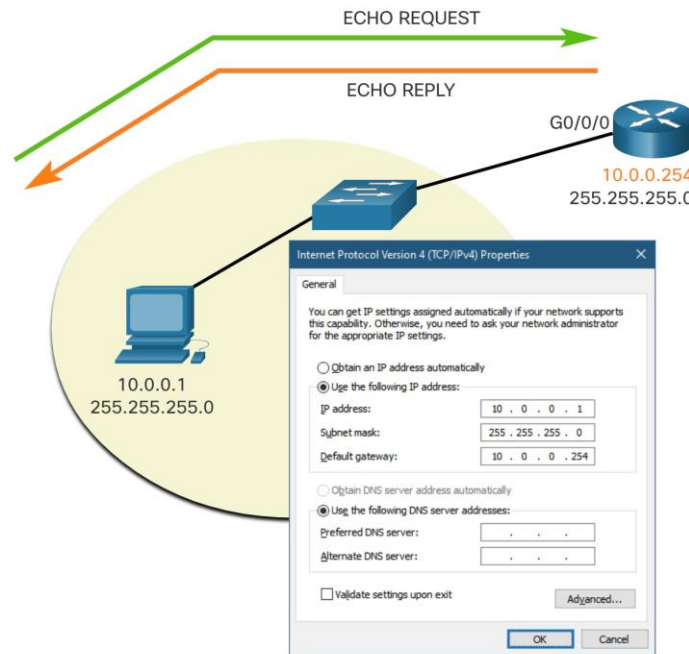 ECHO REQUEST
ECHO REPLY
G0/0/0
10.0.0.254
255.255.255.0
10.0.0.1
255.255.255.0
Internet Protocol Version 4 (TCP/IPv4) Properties
General
You can get IP settings assigned automatically if your network supports
this capability. Otherwise, you need to ask your network administrator
for the appropriate IP settings.
Obtain an IP address automatically
Use the following IP address:
IP address: 10 . 0 . 0 . 1
Subnet mask: 255 . 255 . 255 . 0
Default gateway: 10 . 0 . 0 . 254
Obtain DNS server address automatically
Use the following DNS server addresses:
Preferred DNS server: . . .
Alternate DNS server: . . .
Validate settings upon exit
Advanced...
OK
Cancel